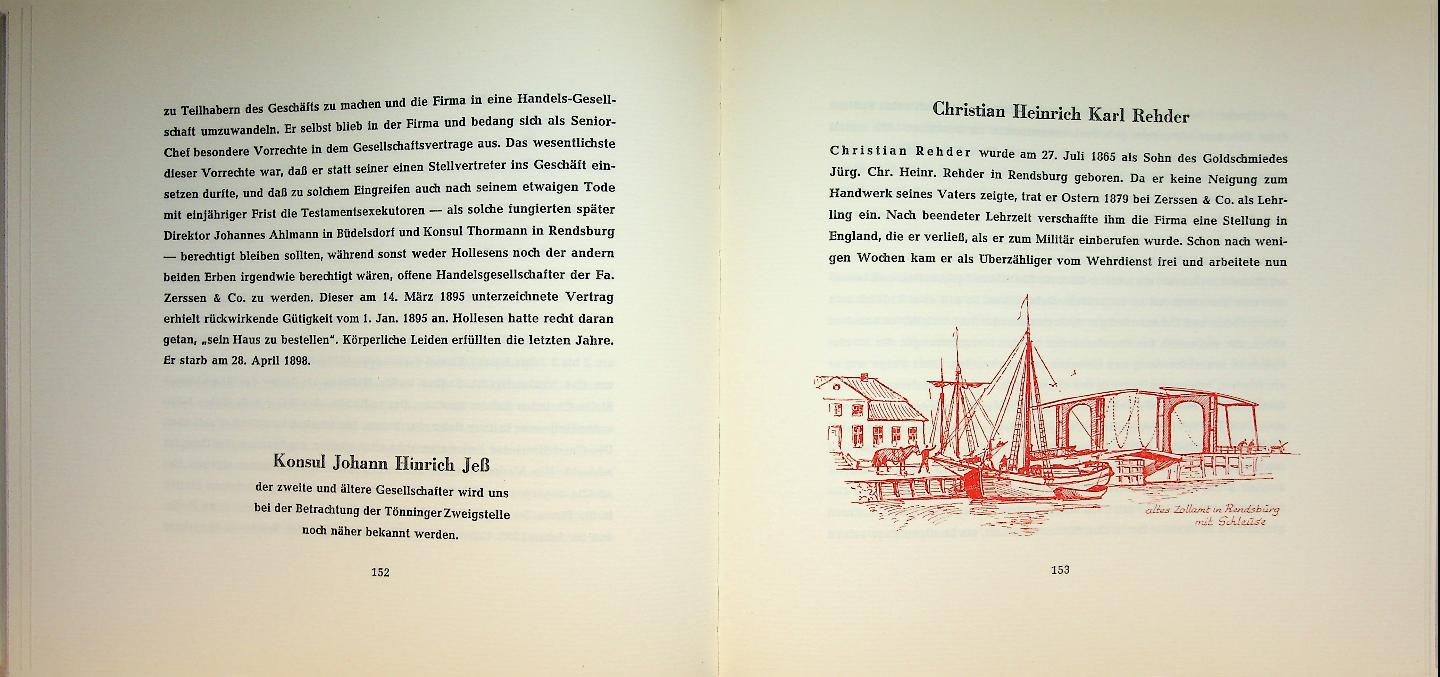 zu Teilhabern des Geschäfts zu machen und die Firma in eine Handels-Gesell-
schaft umzuwandeln. Er selbst blieb in der Firma und bedang sich als Senior-
Chef besondere Vorrechte in dem Gesellschaftsvertrage aus. Das wesentlichste
dieser Vorrechte war, daß er statt seiner einen Stellvertreter ins Geschäft ein-
setzen durfte, und daß zu solchem Eingreifen auch nach seinem etwaigen Tode
mit einjähriger Frist die Testamentsexekutoren — als solche fungierten später
Direktor Johannes Ahlmann in Büdelsdorf und Konsul Thormann in Rendsburg
— berechtigt bleiben sollten, während sonst weder Hollesens noch der andern
beiden Erben irgendwie berechtigt wären, offene Handelsgesellschafter der Fa.
Zerssen & Co. zu werden. Dieser am 14. März 1895 unterzeichnete Vertrag
erhielt rückwirkende Gütigkeit vom 1. Jan. 1895 an. Hollesen hatte recht daran
getan, „sein Haus zu bestellen“. Körperliche Leiden erfüllten die letzten Jahre.
Er starb am 28. April 1898.
Konsul Johann Hinrich Jeß
der zweite und ältere Gesellschafter wird uns
bei der Betrachtung der Tönninger Zweigstelle
noch näher bekannt werden.
152
Christian Heinrich Karl Rehder
Christian Rehder wurde am 27. Juli 1865 als Sohn des Goldschmiedes
Jürg. Chr. Heinr. Rehder in Rendsburg geboren. Da er keine Neigung zum
Handwerk seines Vaters zeigte, trat er Ostern 1879 bei Zerssen & Co. als Lehr-
ling ein. Nach beendeter Lehrzeit verschaffte ihm die Firma eine Stellung in
England, die er verließ, als er zum Militär einberufen wurde. Schon nach weni-
gen Wochen kam er als Überzähliger vom Wehrdienst frei und arbeitete nun
altes Zollamt in Rendsburg
mit Schleuse
153